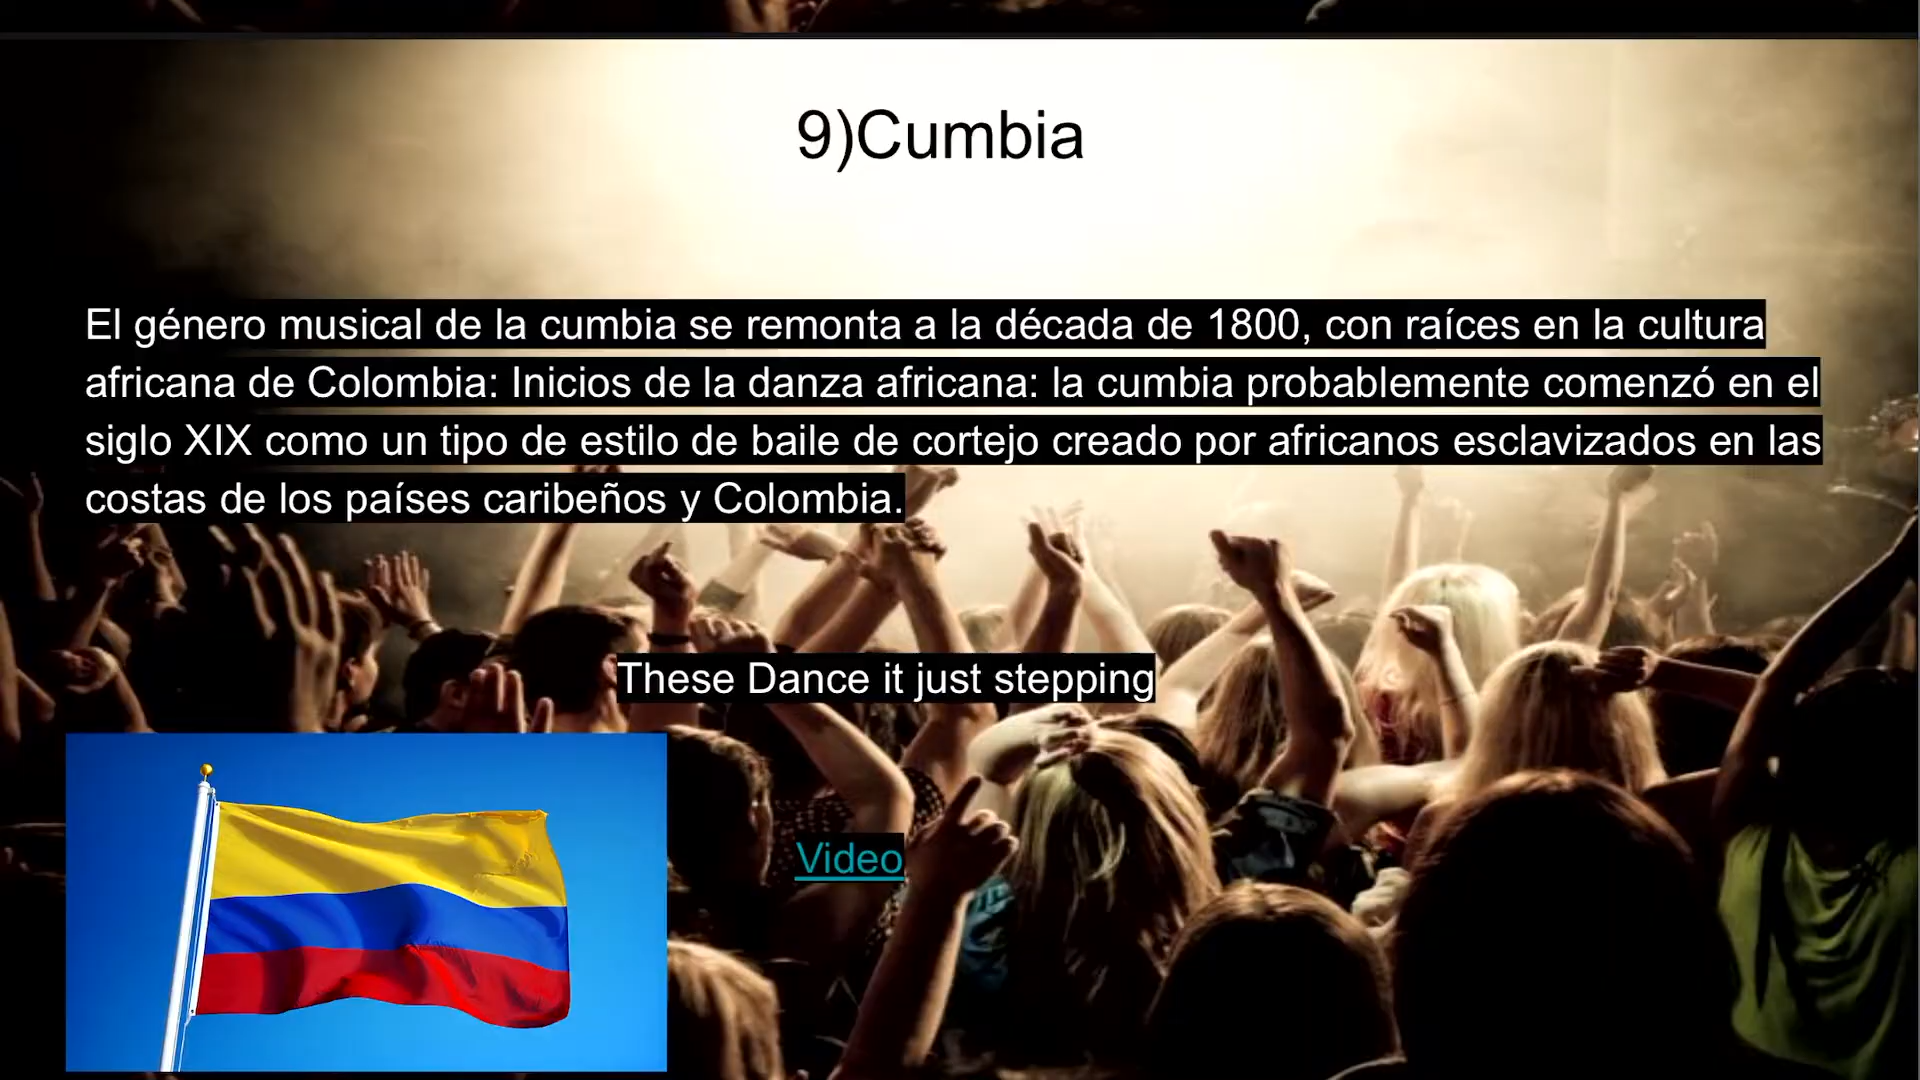 9)Cumbia
El género musical de la cumbia se remonta a la década de 1800, con raíces en la cultura
africana de Colombia: Inicios de la danza africana: la cumbia probablemente comenzó en el
siglo XIX como un tipo de estilo de baile de cortejo creado por africanos esclavizados en las
costas de los países caribeños y Colombia.
These Dance it just stepping
Video